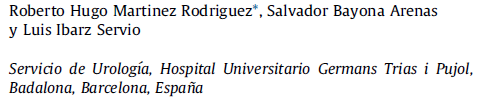 Roberto Hugo Martinez Rodriguez*, Salvador Bayona Arenas
y Luis Ibarz Servio
Servicio de Urología, Hospital Universitario Germans Trias i Pujol,
Badalona, Barcelona, España